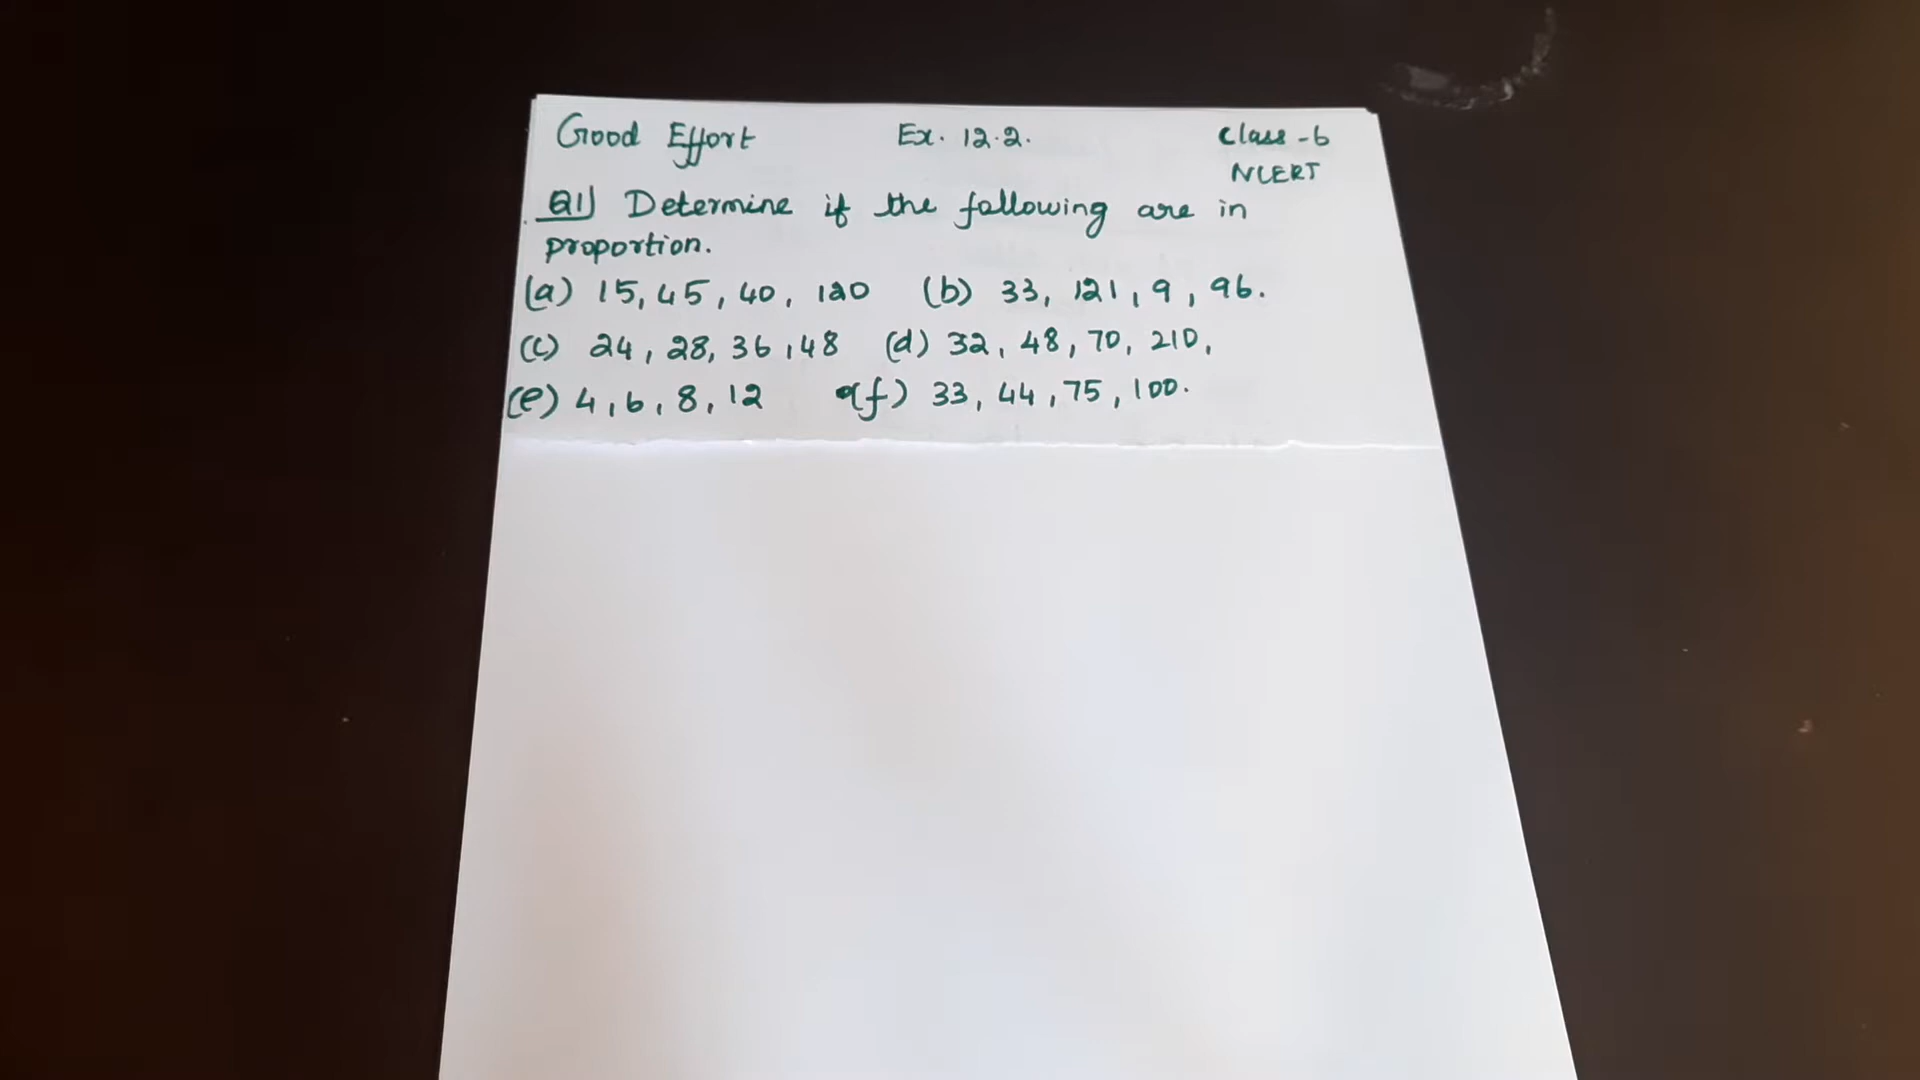 Good Effort Ex. 12.2. Class -6
NCERT
Q1) Determine if the following are in
proportion.
(a) 15, 45, 40, 120 (b) 33, 121, 9, 96.
(c) 24, 28, 36, 48 (d) 32, 48, 70, 210,
(e) 4, 6, 8, 12 (f) 33, 44, 75, 100.